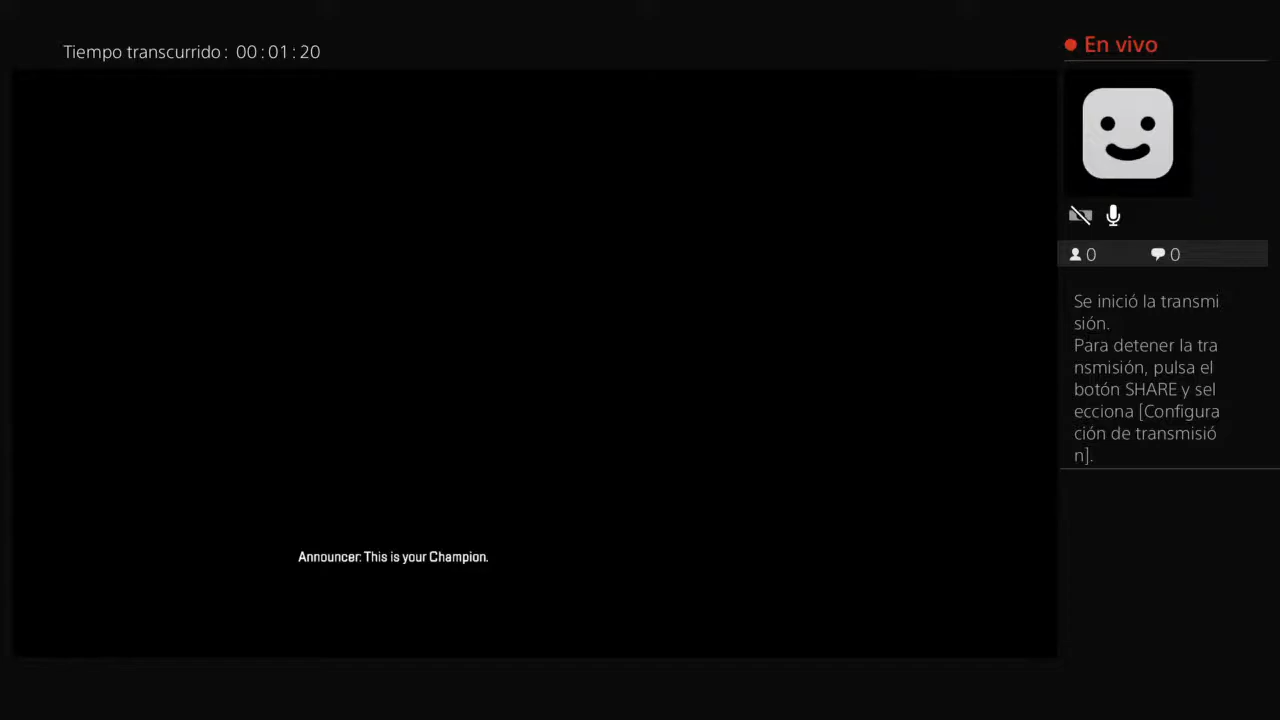 Tiempo transcurrido: 00:01:20
En vivo
0 0
Se inició la transmi
sión.
Para detener la tra
nsmisión, pulsa el
botón SHARE y sel
ecciona [Configura
ción de transmisió
n].
Announcer: This is your Champion.